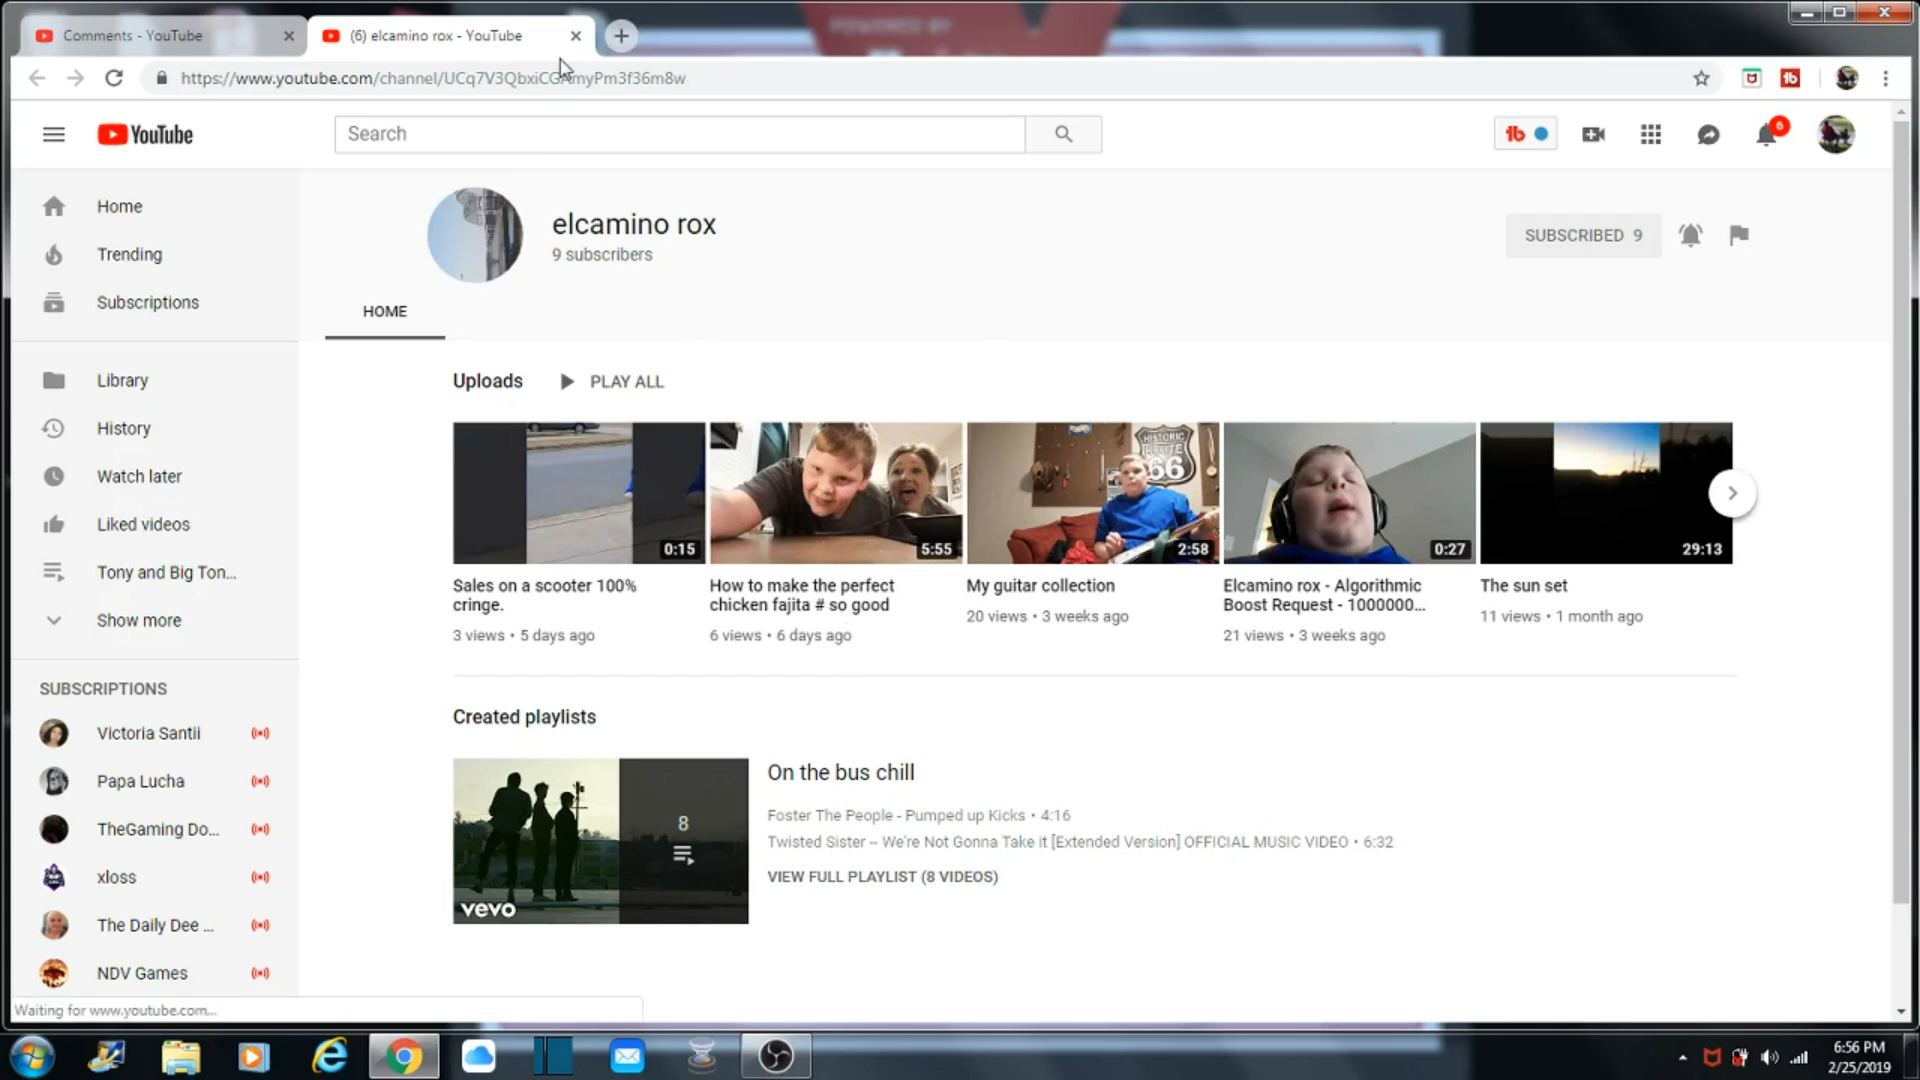 POWERED BY
Comments - YouTube
(6) elcamino rox - YouTube
https://www.youtube.com/channel/UCq7V3QbxiCGAmyPm3f36m8w
YouTube
Search
6
Home
Trending
Subscriptions
Library
History
Watch later
Liked videos
Tony and Big Ton...
Show more
SUBSCRIPTIONS
Victoria Santii
Papa Lucha
TheGaming Do...
xloss
The Daily Dee ...
NDV Games
Waiting for www.youtube.com...
elcamino rox
9 subscribers
SUBSCRIBED 9
HOME
Uploads
PLAY ALL
0:15
Sales on a scooter 100%
cringe.
3 views • 5 days ago
5:55
How to make the perfect
chicken fajita # so good
6 views • 6 days ago
HISTORIC
ROUTE
66
2:58
My guitar collection
20 views • 3 weeks ago
0:27
Elcamino rox - Algorithmic
Boost Request - 1000000...
21 views • 3 weeks ago
29:13
The sun set
11 views • 1 month ago
Created playlists
8
vevo
On the bus chill
Foster The People - Pumped up Kicks • 4:16
Twisted Sister -- We're Not Gonna Take it [Extended Version] OFFICIAL MUSIC VIDEO • 6:32
VIEW FULL PLAYLIST (8 VIDEOS)
6:56 PM
2/25/2019